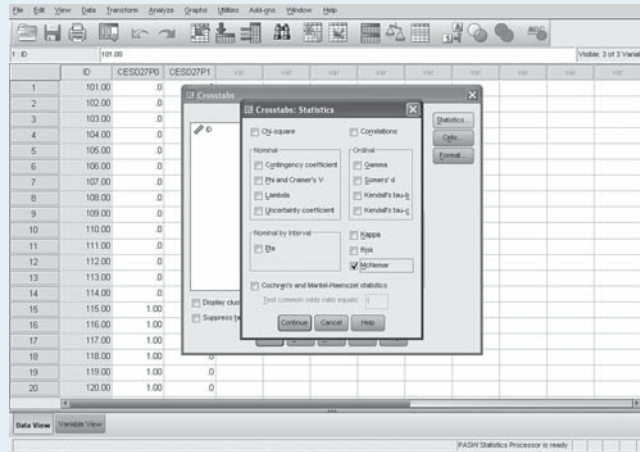 File Edit View Data Transform Analyze Graphs Utilities Add-ons Window Help
1 : ID 101.00 Visible: 3 of 3 Variabl
ID CESD27P0 CESD27P1 var var var var var var var var
1 101.00 .0
2 102.00 .0
3 103.00 .0
4 104.00 .0
5 105.00 .0
6 106.00 .0
7 107.00 .0
8 108.00 .0
9 109.00 .0
10 110.00 .0
11 111.00 .0
12 112.00 .0
13 113.00 .0
14 114.00 .0
15 115.00 1.00
16 116.00 1.00
17 117.00 1.00
18 118.00 1.00 .0
19 119.00 1.00 .0
20 120.00 1.00 .0
Crosstabs
ID
Statistics...
Cells...
Format...
Display clus
Suppress ta
Crosstabs: Statistics
Chi-square Correlations
Nominal Ordinal
Contingency coefficient Gamma
Phi and Cramer's V Somers' d
Lambda Kendall's tau-b
Uncertainty coefficient Kendall's tau-c
Nominal by Interval Kappa
Eta Risk
McNemar
Cochran's and Mantel-Haenszel statistics
Test common odds ratio equals: 1
Continue Cancel Help
Data View Variable View
PASW Statistics Processor is ready